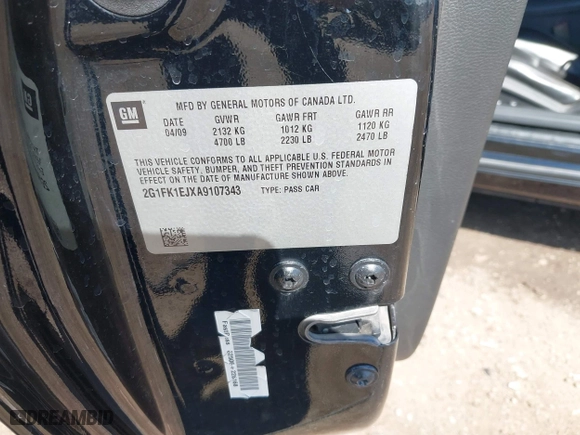 GM
MFD BY GENERAL MOTORS OF CANADA LTD.
DATE GVWR GAWR FRT GAWR RR
04/09 2132 KG 1012 KG 1120 KG
4700 LB 2230 LB 2470 LB
THIS VEHICLE CONFORMS TO ALL APPLICABLE U.S. FEDERAL MOTOR
VEHICLE SAFETY, BUMPER, AND THEFT PREVENTION STANDARDS IN
EFFECT ON THE DATE OF MANUFACTURE SHOWN ABOVE.
2G1FK1EJXA9107343 TYPE: PASS CAR
DREAMBID